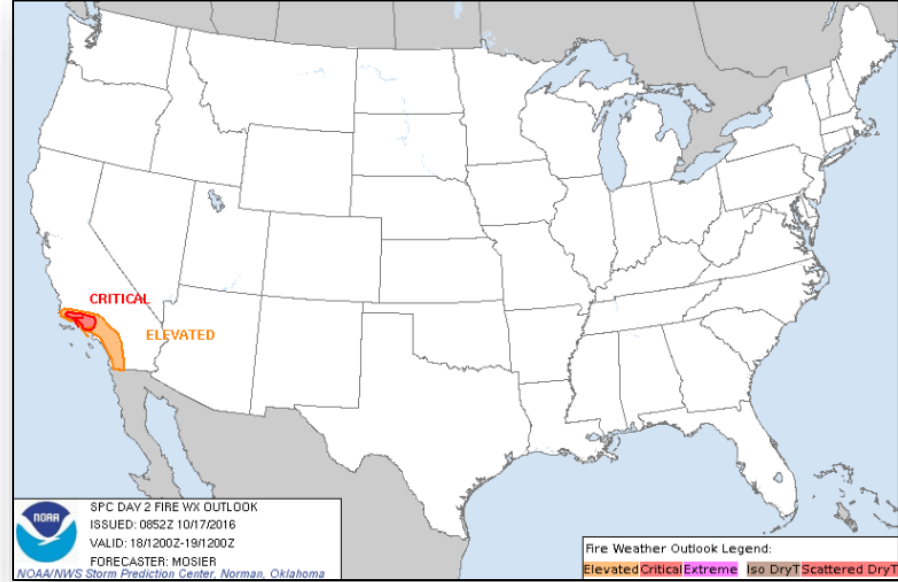 CRITICAL
ELEVATED
NOAA
SPC DAY 2 FIRE WX OUTLOOK
ISSUED: 0852Z 10/17/2016
VALID: 18/1200Z-19/1200Z
FORECASTER: MOSIER
NOAA/NWS Storm Prediction Center, Norman, Oklahoma
Fire Weather Outlook Legend:
Elevated Critical Extreme Iso DryT Scattered DryT